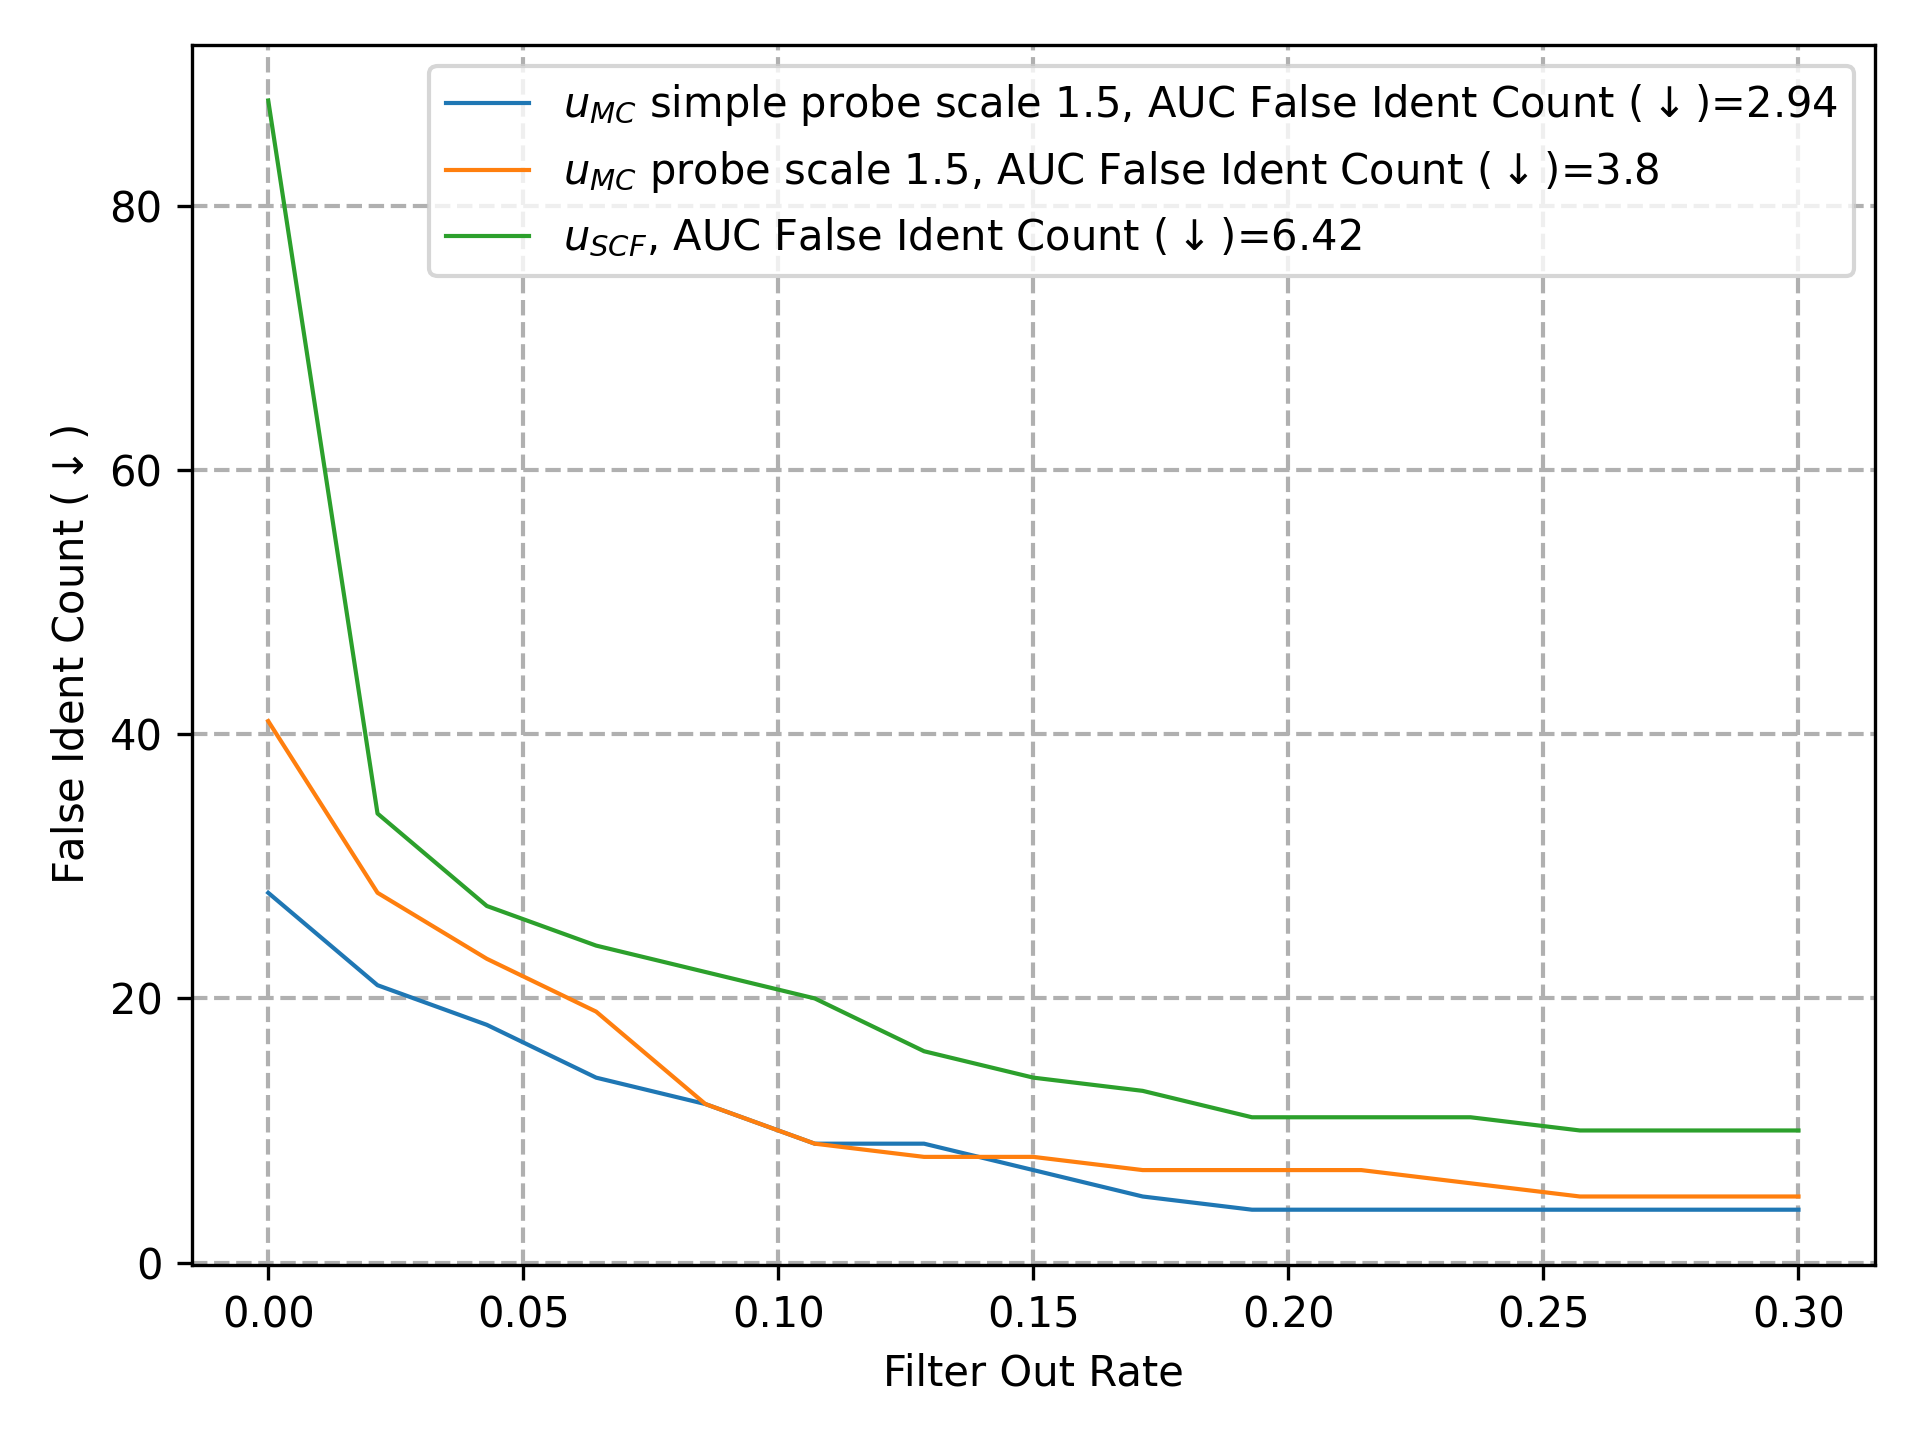 u_MC simple probe scale 1.5, AUC False Ident Count (↓)=2.94
u_MC probe scale 1.5, AUC False Ident Count (↓)=3.8
u_SCF, AUC False Ident Count (↓)=6.42
False Ident Count (↓)
80
60
40
20
0
0.00 0.05 0.10 0.15 0.20 0.25 0.30
Filter Out Rate